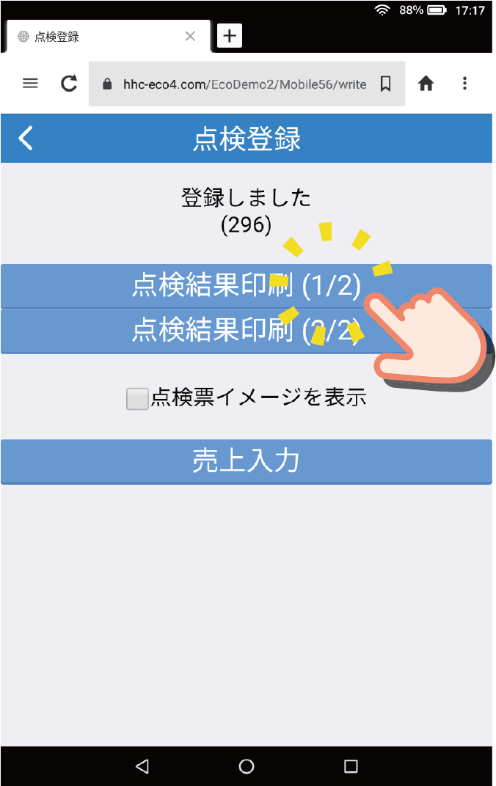 88% 17:17
点検登録
hhc-eco4.com/EcoDemo2/Mobile56/write
点検登録
登録しました
(296)
点検結果印刷 (1/2)
点検結果印刷 (2/2)
点検票イメージを表示
売上入力